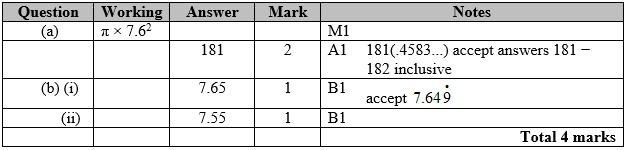 Question Working Answer Mark Notes
(a) π × 7.6² M1
181 2 A1 181(.4583...) accept answers 181 −
182 inclusive
(b) (i) 7.65 1 B1 accept 7.649̇
(ii) 7.55 1 B1
Total 4 marks